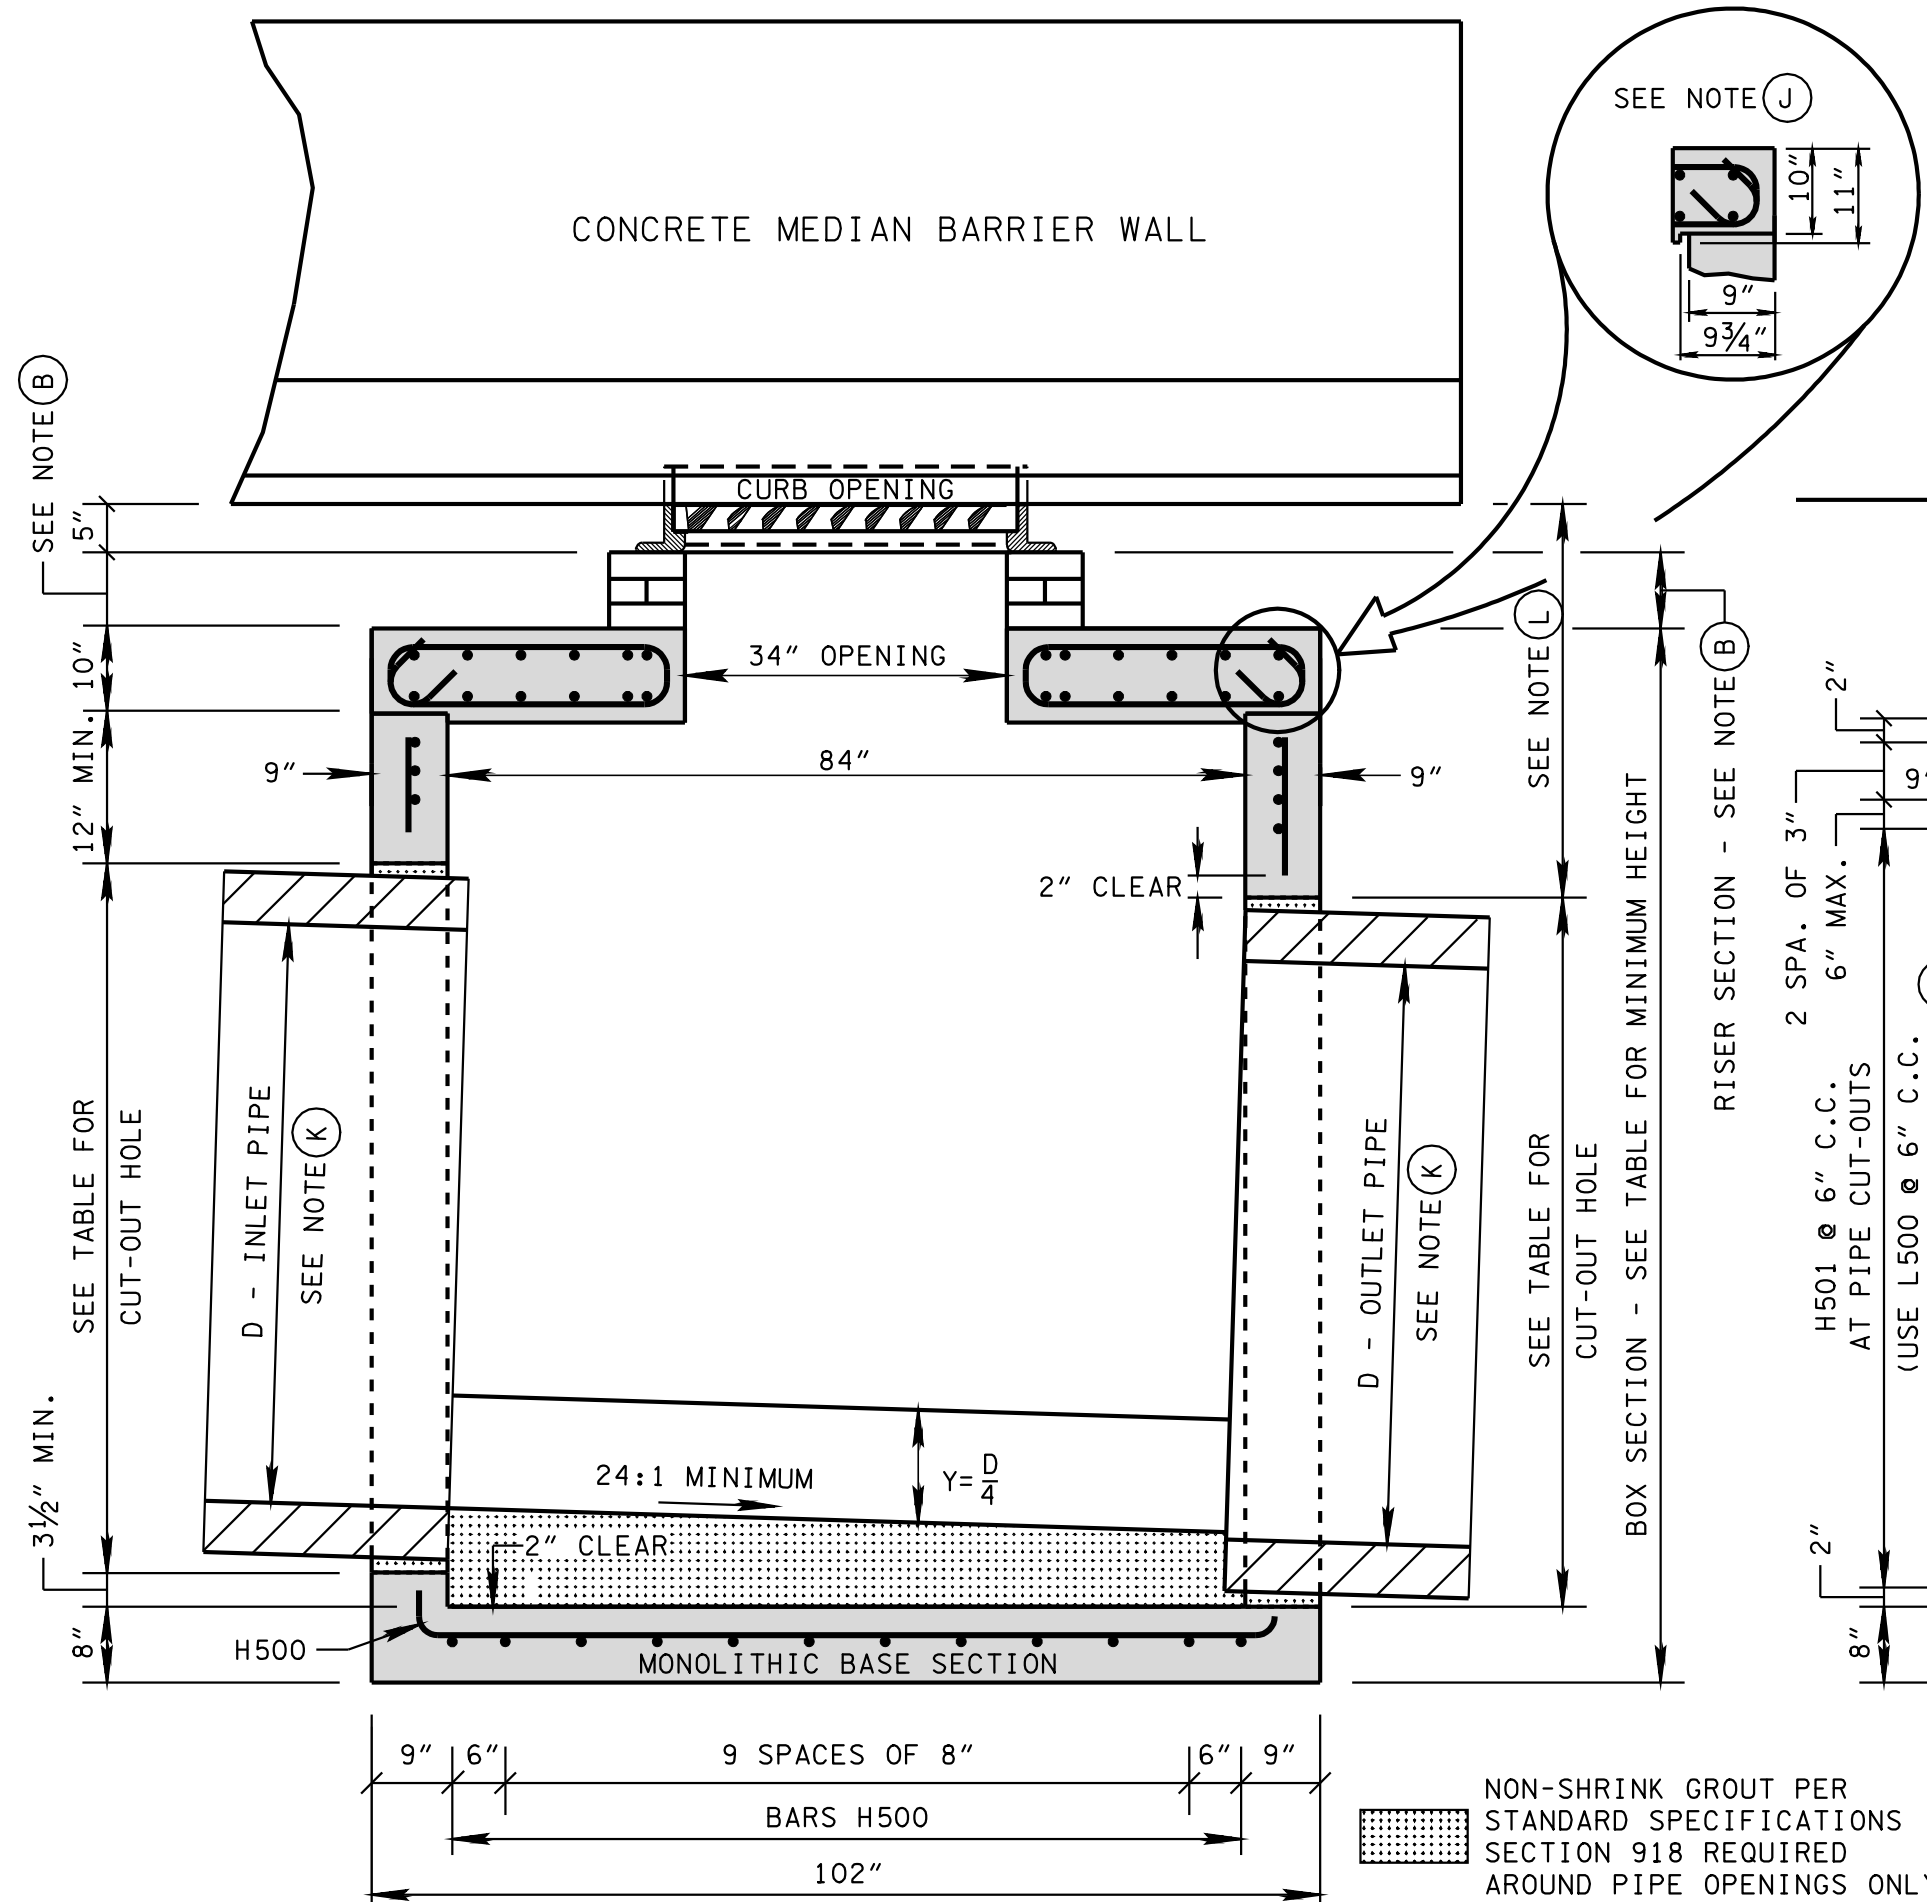 SEE NOTE J
10"
11"
9"
9 3/4"
CONCRETE MEDIAN BARRIER WALL
CURB OPENING
SEE NOTE B
5"
10"
12" MIN.
SEE TABLE FOR
CUT-OUT HOLE
3 1/2" MIN.
8"
34" OPENING
9"
84"
9"
2" CLEAR
D - INLET PIPE
SEE NOTE K
D - OUTLET PIPE
SEE NOTE K
24:1 MINIMUM
Y= D/4
2" CLEAR
H500
MONOLITHIC BASE SECTION
SEE NOTE L
SEE TABLE FOR
CUT-OUT HOLE
BOX SECTION - SEE TABLE FOR MINIMUM HEIGHT
RISER SECTION - SEE NOTE B
2"
9"
2 SPA. OF 3"
6" MAX.
H501 @ 6" C.C.
AT PIPE CUT-OUTS
(USE L500 @ 6" C.C.
2"
8"
9"
6"
9 SPACES OF 8"
6"
9"
BARS H500
102"
NON-SHRINK GROUT PER
STANDARD SPECIFICATIONS
SECTION 918 REQUIRED
AROUND PIPE OPENINGS ONLY